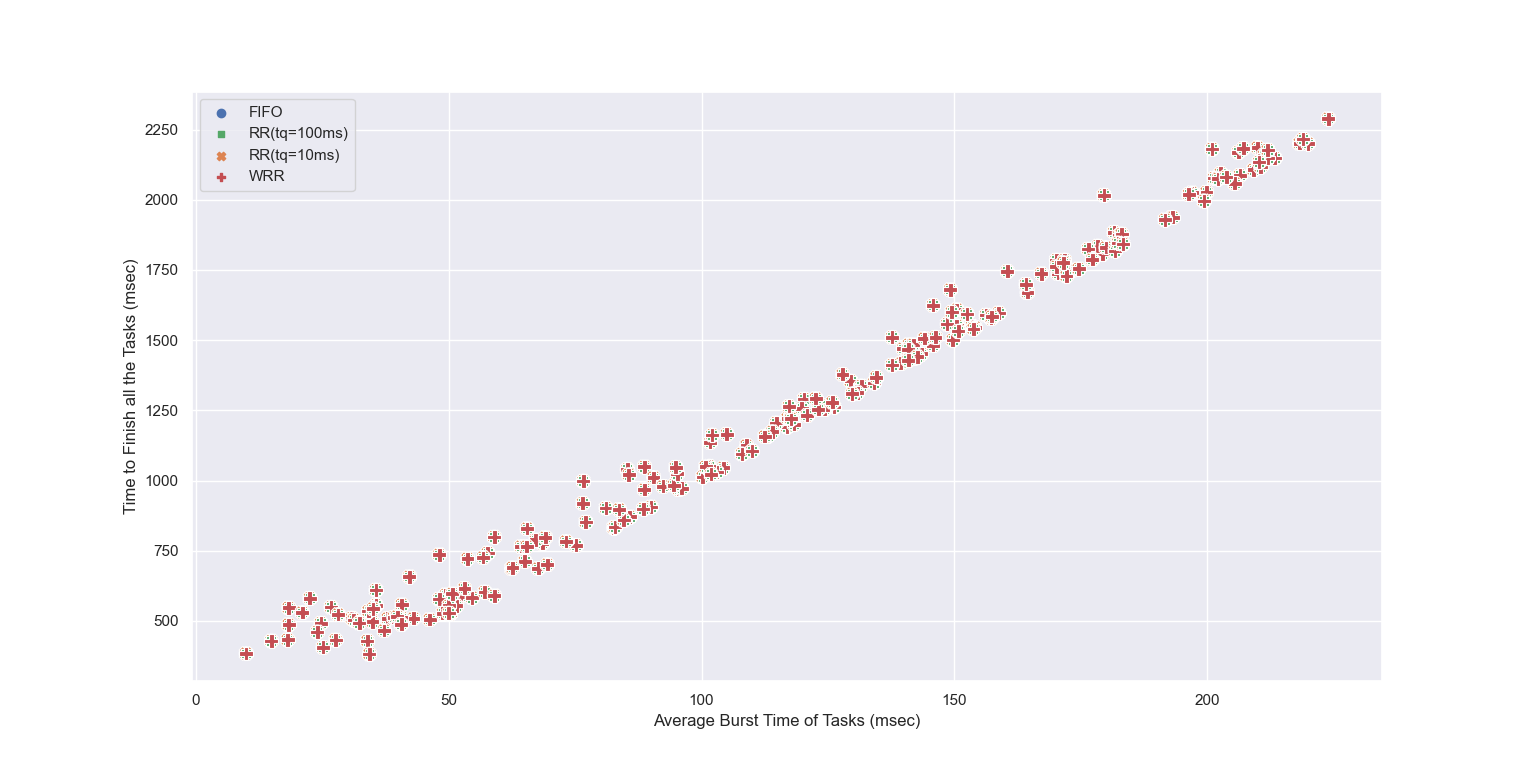 FIFO
RR(tq=100ms)
RR(tq=10ms)
WRR
2250
2000
1750
1500
1250
1000
750
500
Time to Finish all the Tasks (msec)
0
50
100
150
200
Average Burst Time of Tasks (msec)